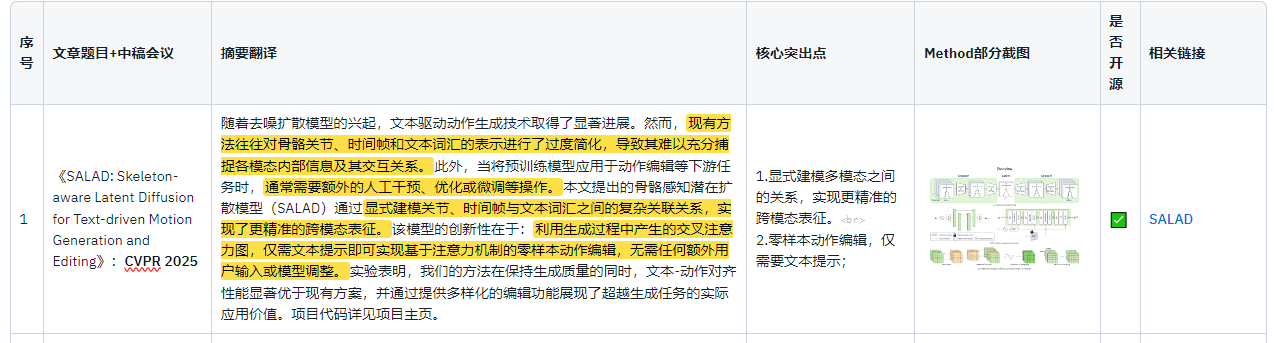 序
号
文章题目+中稿会议
摘要翻译
核心突出点
Method部分截图
是
否
开
源
相关链接
1
《SALAD: Skeleton-
aware Latent Diffusion
for Text-driven Motion
Generation and
Editing》：CVPR 2025
随着去噪扩散模型的兴起，文本驱动动作生成技术取得了显著进展。然而，现有方
法往往对骨骼关节、时间帧和文本词汇的表示进行了过度简化，导致其难以充分捕
捉各模态内部信息及其交互关系。此外，当将预训练模型应用于动作编辑等下游任
务时，通常需要额外的人工干预、优化或微调等操作。本文提出的骨骼感知潜在扩
散模型（SALAD）通过显式建模关节、时间帧与文本词汇之间的复杂关联关系，实
现了更精准的跨模态表征。该模型的创新性在于：利用生成过程中产生的交叉注意
力图，仅需文本提示即可实现基于注意力机制的零样本动作编辑，无需任何额外用
户输入或模型调整。实验表明，我们的方法在保持生成质量的同时，文本-动作对齐
性能显著优于现有方案，并通过提供多样化的编辑功能展现了超越生成任务的实际
应用价值。项目代码详见项目主页。
1.显式建模多模态之间
的关系，实现更精准的
跨模态表征。<br>
2.零样本动作编辑，仅
需要文本提示；
Overview
SALAD